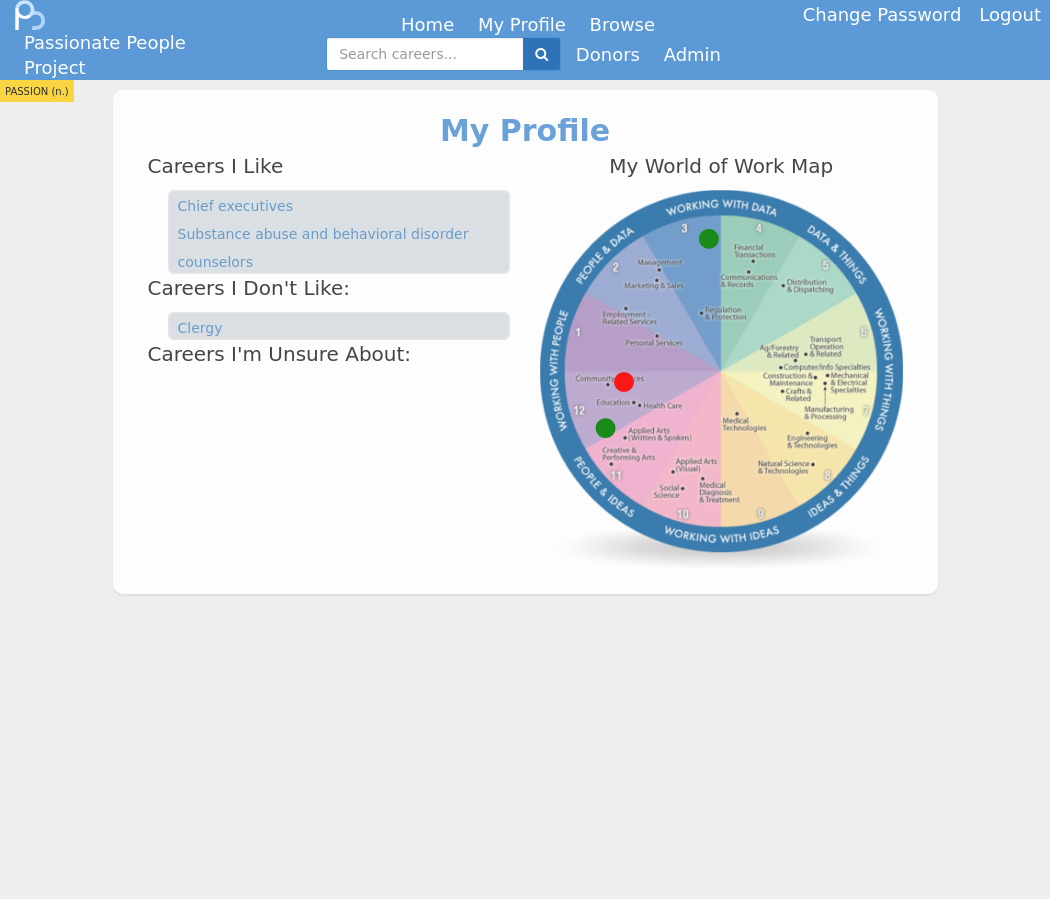 Passionate People
Project
Home
My Profile
Browse
Search careers...
Donors
Admin
Change Password
Logout
PASSION (n.)
My Profile
Careers I Like
Chief executives
Substance abuse and behavioral disorder
counselors
Careers I Don't Like:
Clergy
Careers I'm Unsure About:
My World of Work Map
WORKING WITH DATA
DATA & THINGS
WORKING WITH THINGS
IDEAS & THINGS
WORKING WITH IDEAS
PEOPLE & IDEAS
WORKING WITH PEOPLE
PEOPLE & DATA
3
4
Financial
Transactions
Communications
& Records
5
Distribution
& Dispatching
2
Management
Marketing & Sales
Regulation
& Protection
Employment -
Related Services
1
Personal Services
6
Transport
Operation
& Related
Ag/Forestry
& Related
Computer/Info Specialties
Construction &
Maintenance
Mechanical
& Electrical
Specialties
Crafts &
Related
Manufacturing
& Processing
7
Community
Education
Health Care
12
Applied Arts
(Written & Spoken)
Creative &
Performing Arts
11
Applied Arts
(Visual)
Social
Science
Medical
Diagnosis
& Treatment
10
Medical
Technologies
Engineering
& Technologies
Natural Science
& Technologies
8
9